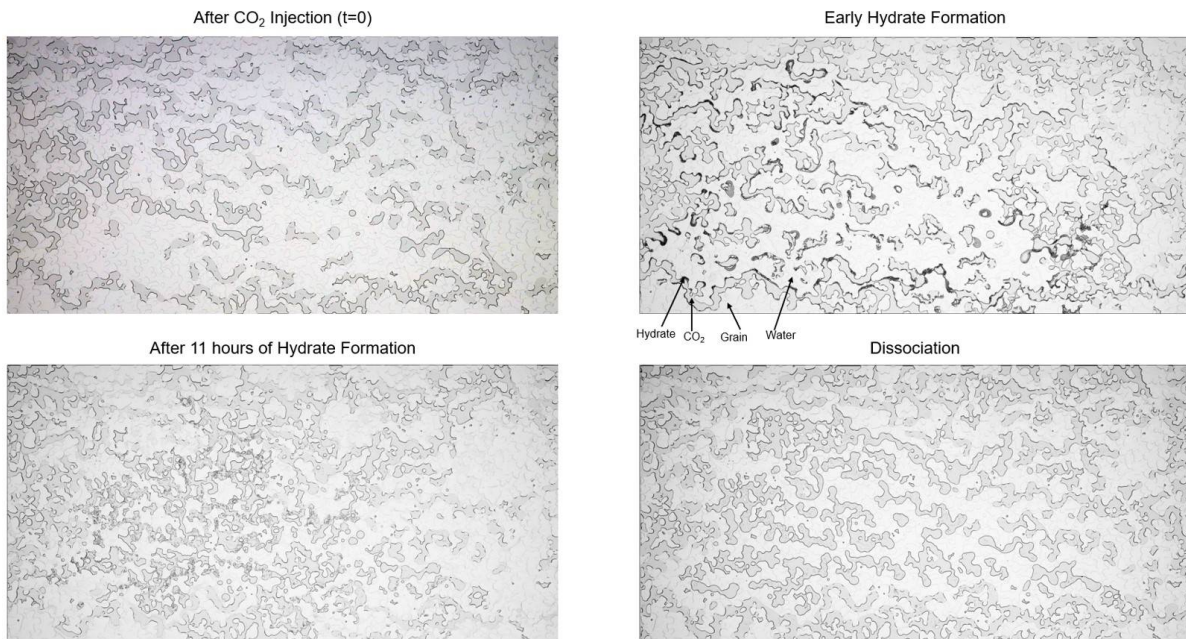 After CO₂ Injection (t=0)
Early Hydrate Formation
Hydrate
CO₂
Grain
Water
After 11 hours of Hydrate Formation
Dissociation